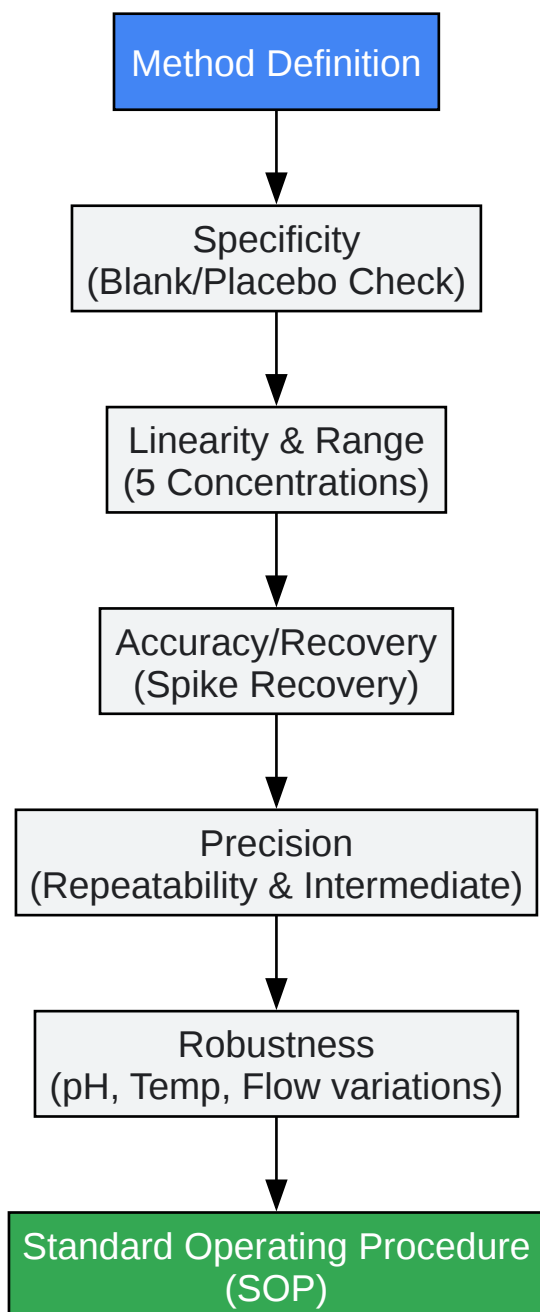 Method Definition
Specificity
(Blank/Placebo Check)
Linearity & Range
(5 Concentrations)
Accuracy/Recovery
(Spike Recovery)
Precision
(Repeatability & Intermediate)
Robustness
(pH, Temp, Flow variations)
Standard Operating Procedure
(SOP)